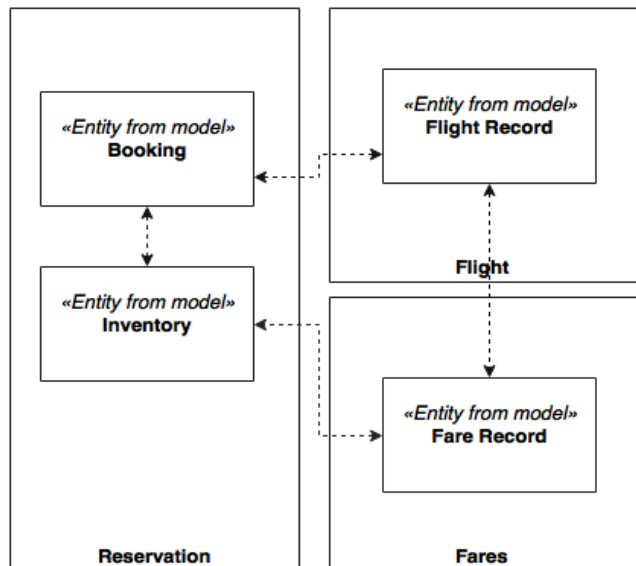 «Entity from model»
Booking
«Entity from model»
Inventory
Reservation
«Entity from model»
Flight Record
Flight
«Entity from model»
Fare Record
Fares